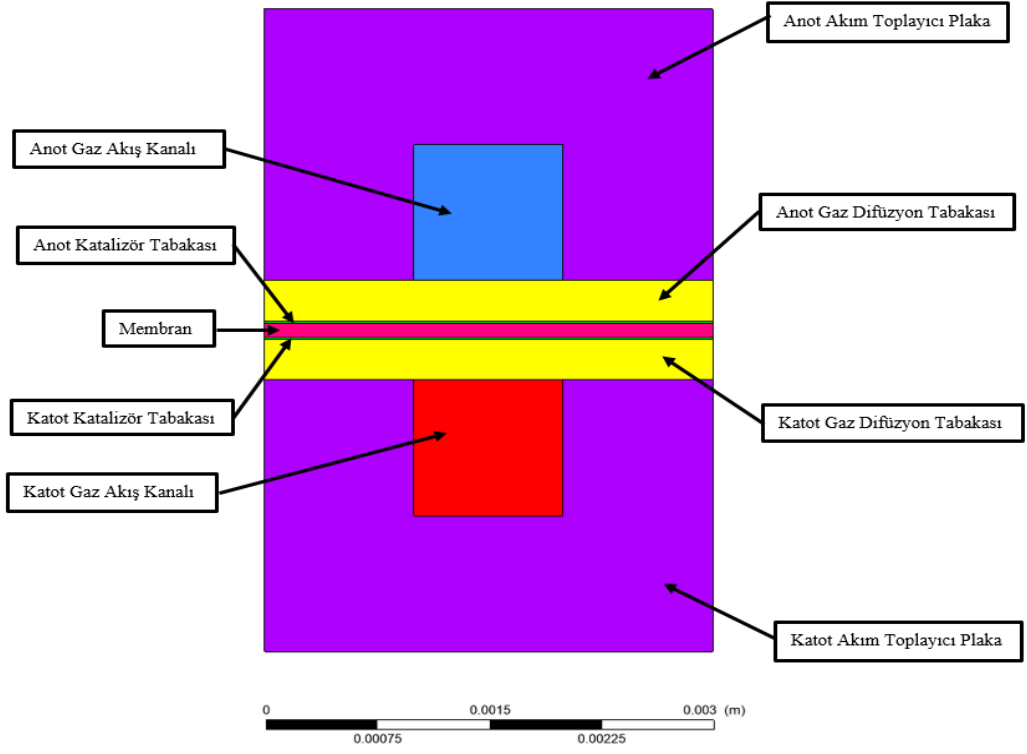 Anot Akım Toplayıcı Plaka
Anot Gaz Akış Kanalı
Anot Gaz Difüzyon Tabakası
Anot Katalizör Tabakası
Membran
Katot Katalizör Tabakası
Katot Gaz Difüzyon Tabakası
Katot Gaz Akış Kanalı
Katot Akım Toplayıcı Plaka
0 0.0015 0.003 (m)
0.00075 0.00225